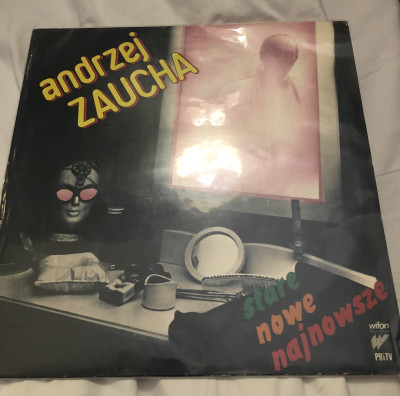 andrzej
ZAUCHA
stare
nowe
najnowsze
wifon
PRiTV